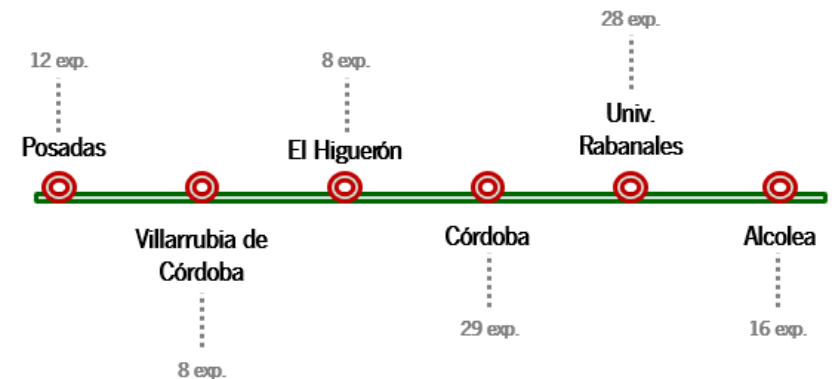 28 exp.
12 exp.
8 exp.
Univ.
Rabanales
Posadas
El Higuerón
Villarrubia de
Córdoba
Córdoba
Alcolea
29 exp.
16 exp.
8 exp.